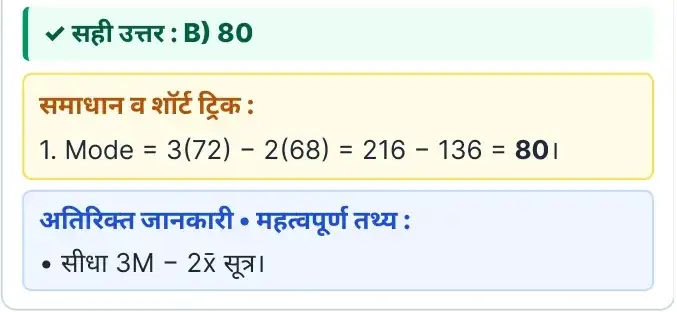 ✓ सही उत्तर : B) 80
समाधान व शॉर्ट ट्रिक :
1. Mode = 3(72) − 2(68) = 216 − 136 = 80।
अतिरिक्त जानकारी • महत्वपूर्ण तथ्य :
• सीधा 3M − 2x̄ सूत्र।